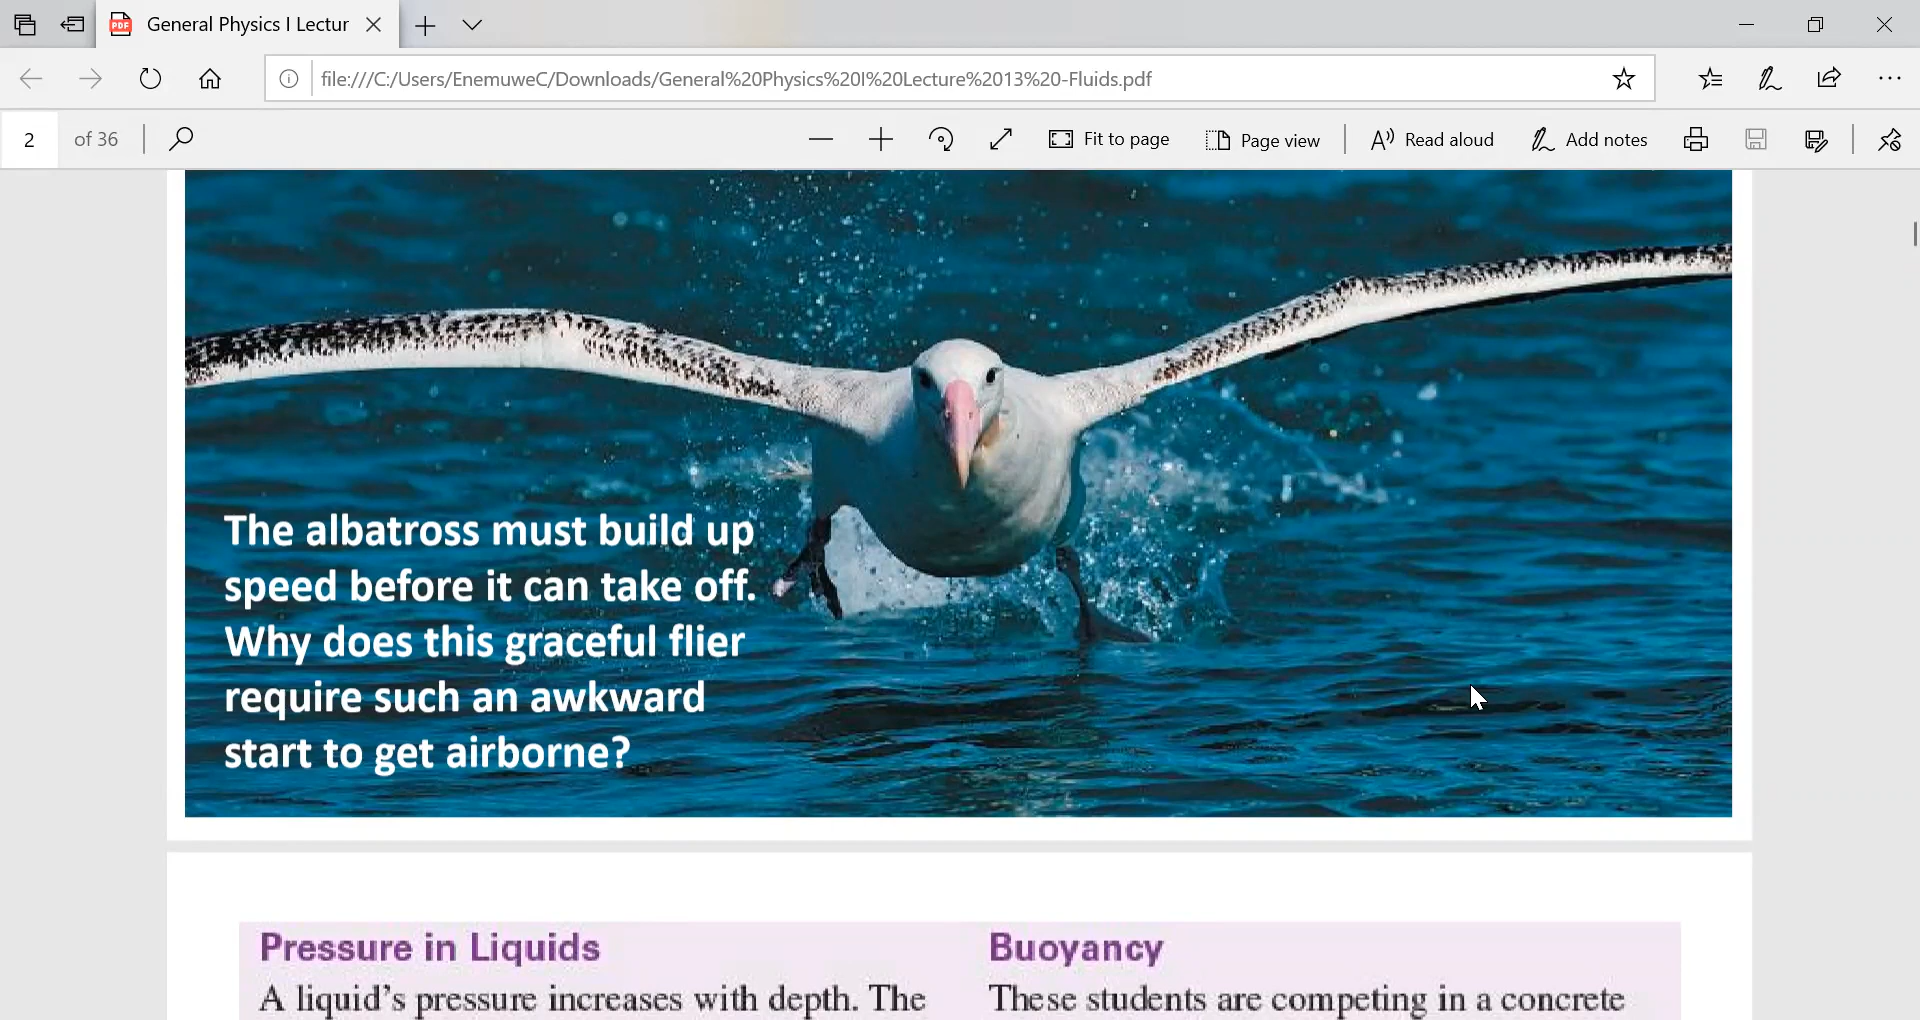 General Physics I Lectur
file:///C:/Users/EnemuweC/Downloads/General%20Physics%20I%20Lecture%2013%20-Fluids.pdf
2 of 36 Fit to page Page view Read aloud Add notes
The albatross must build up
speed before it can take off.
Why does this graceful flier
require such an awkward
start to get airborne?
Pressure in Liquids
A liquid's pressure increases with depth. The
Buoyancy
These students are competing in a concrete